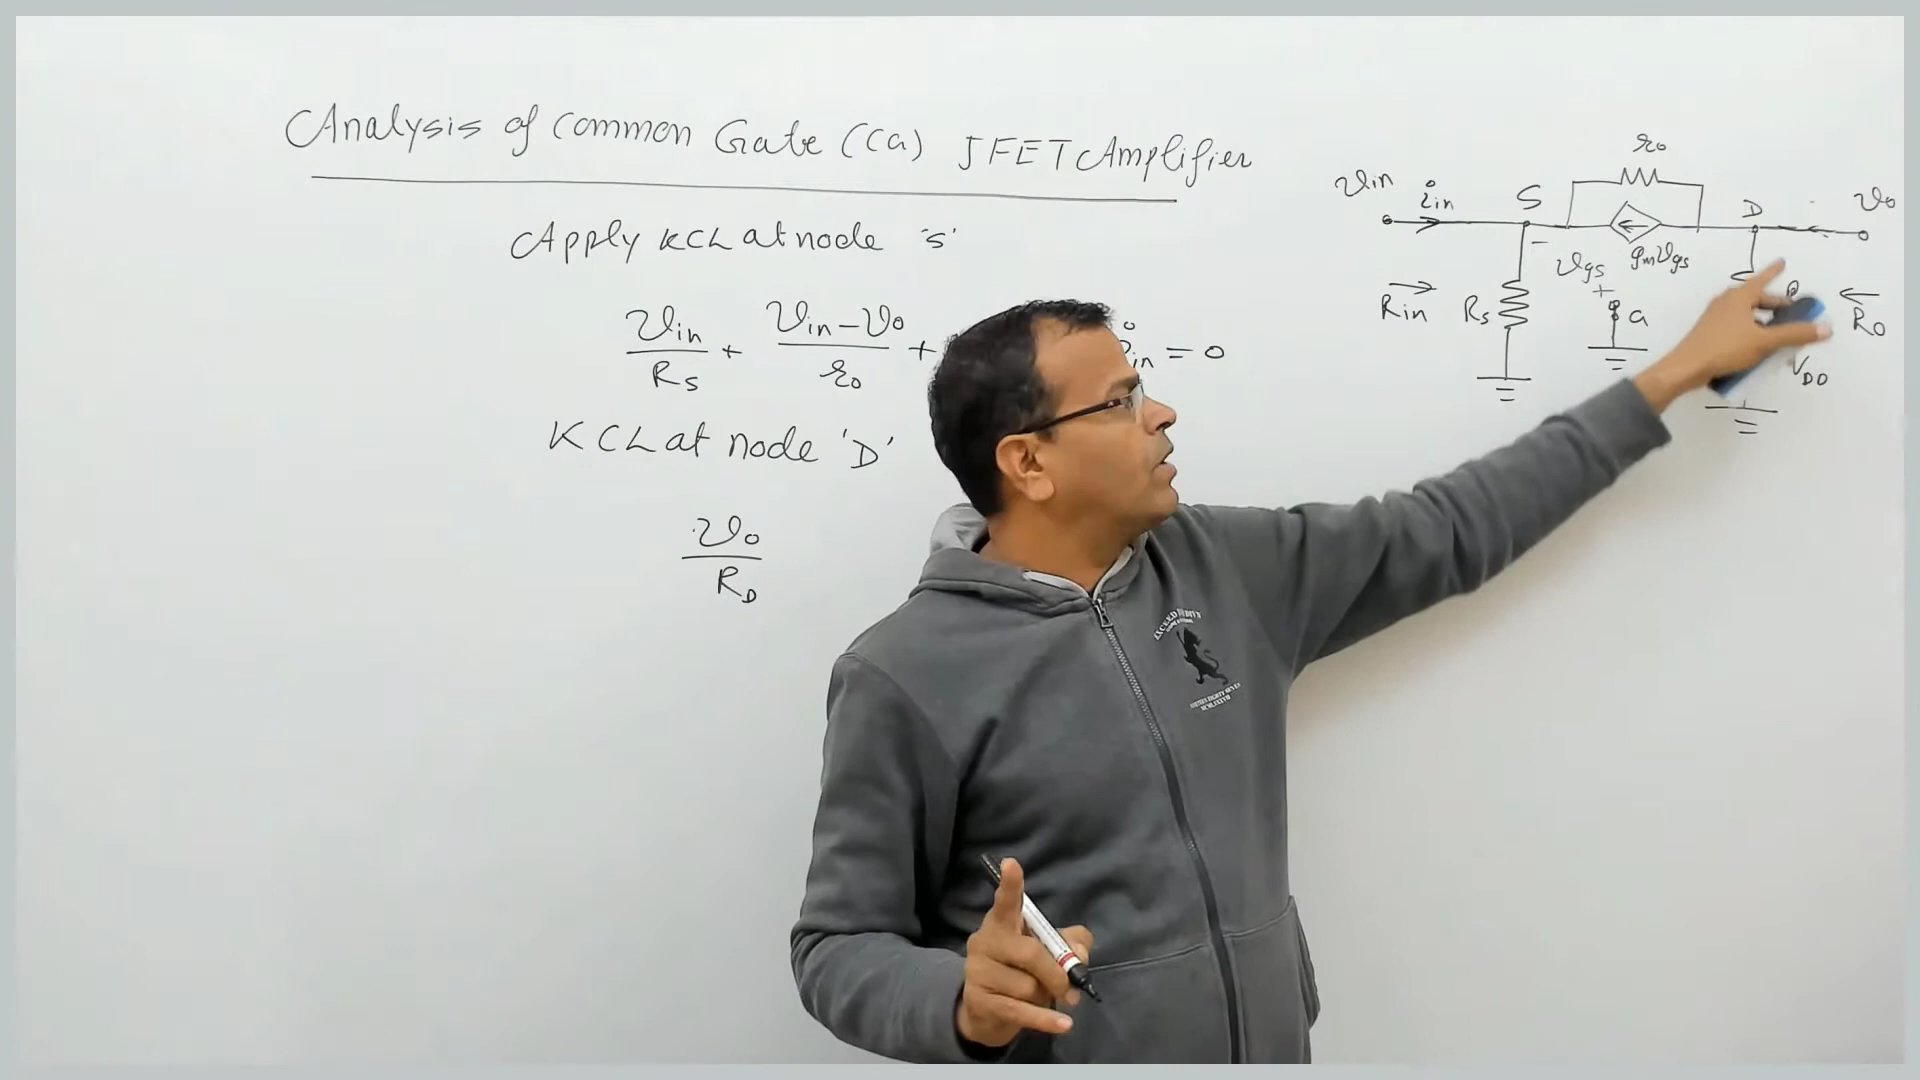 Analysis of Common Gate (CG) JFET Amplifier
Apply KCL at node 's'
vin/Rs + vin-vo/ro + in = 0
KCL at node 'D'
vo/RD
vin iin S ro D vo
vgs gmvgs
- +
Rin Rs G Ro